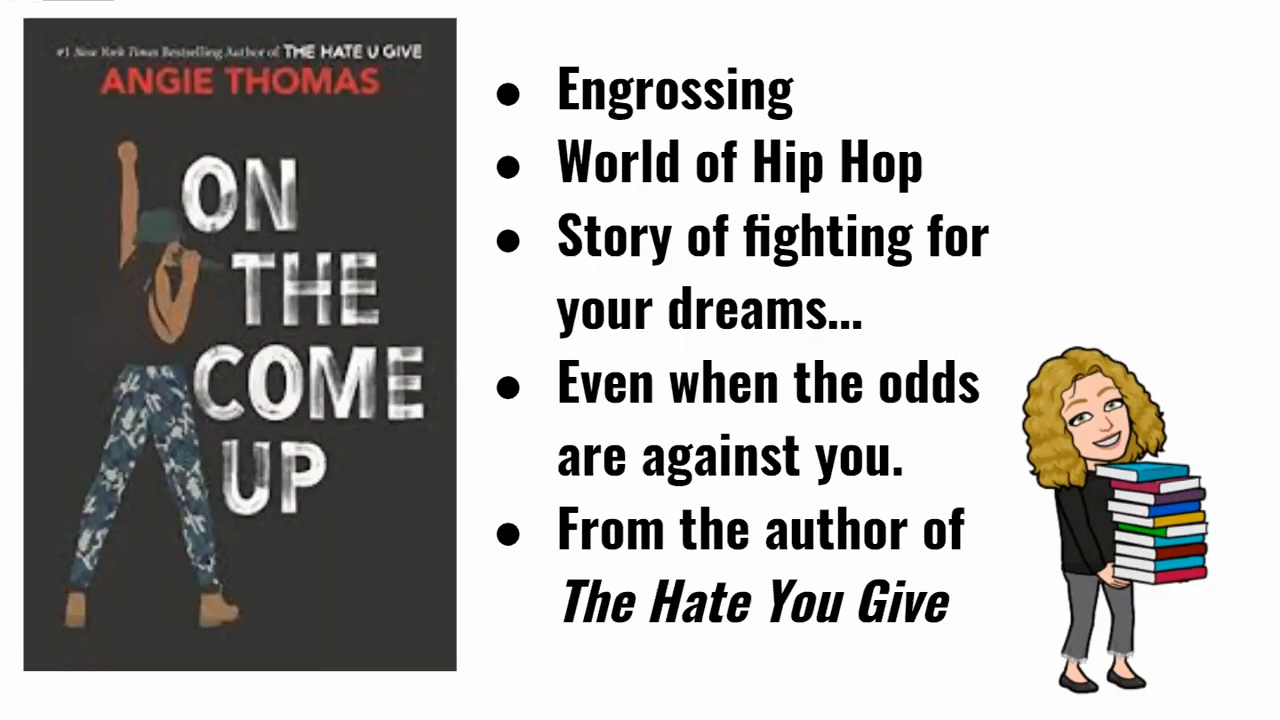 #1 New York Times Bestselling Author of THE HATE U GIVE
ANGIE THOMAS
ON
THE
COME
UP
● Engrossing
● World of Hip Hop
● Story of fighting for
your dreams...
● Even when the odds
are against you.
● From the author of
The Hate You Give